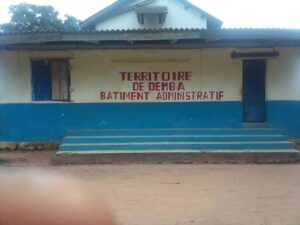 TERRITOIRE
DE DEMBA
BATIMENT ADMINISTRATIF